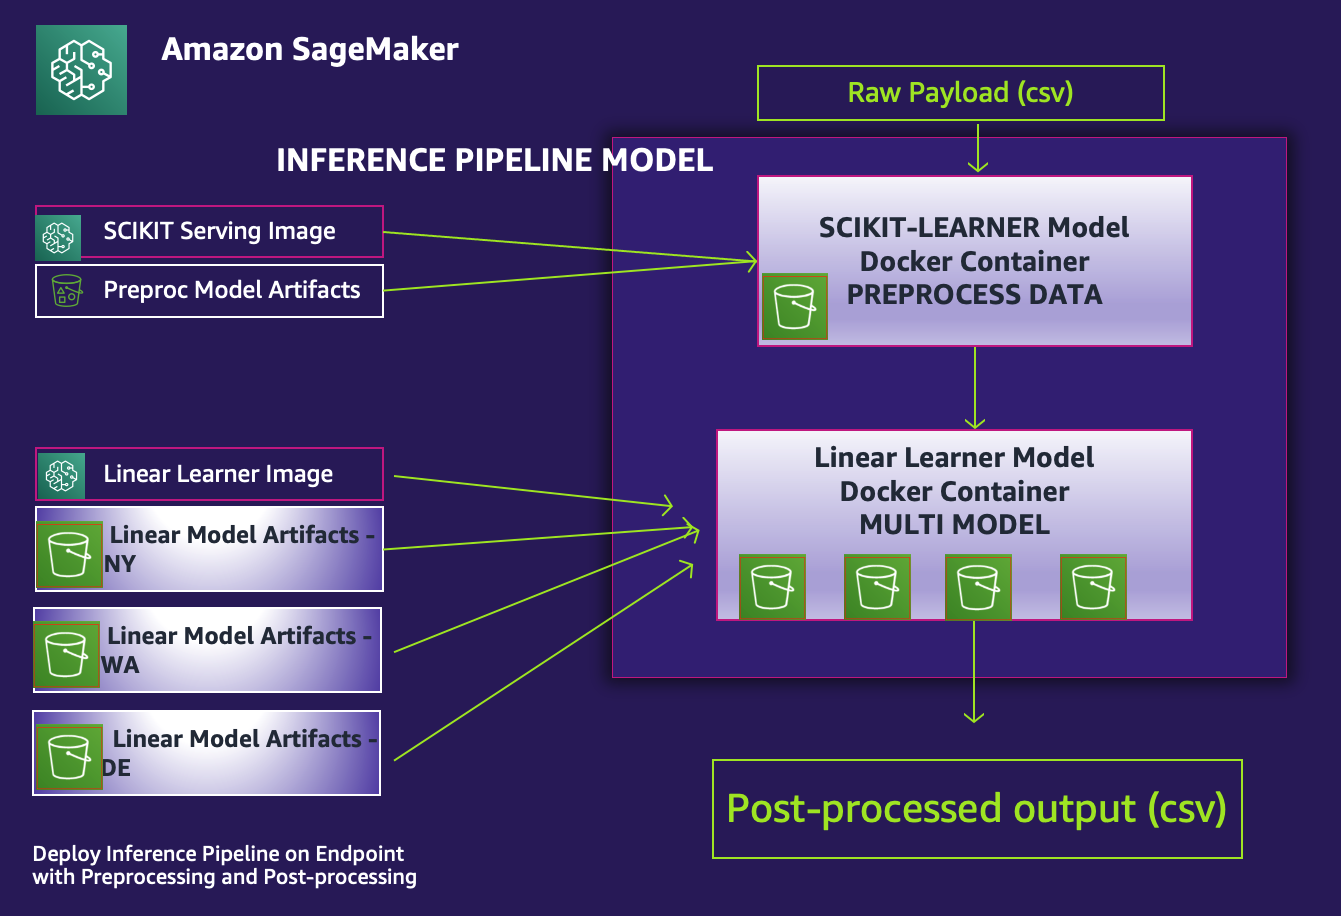 Amazon SageMaker
Raw Payload (csv)
INFERENCE PIPELINE MODEL
SCIKIT Serving Image
Preproc Model Artifacts
SCIKIT-LEARNER Model
Docker Container
PREPROCESS DATA
Linear Learner Image
Linear Model Artifacts -
NY
Linear Model Artifacts -
WA
Linear Model Artifacts -
DE
Linear Learner Model
Docker Container
MULTI MODEL
Post-processed output (csv)
Deploy Inference Pipeline on Endpoint
with Preprocessing and Post-processing